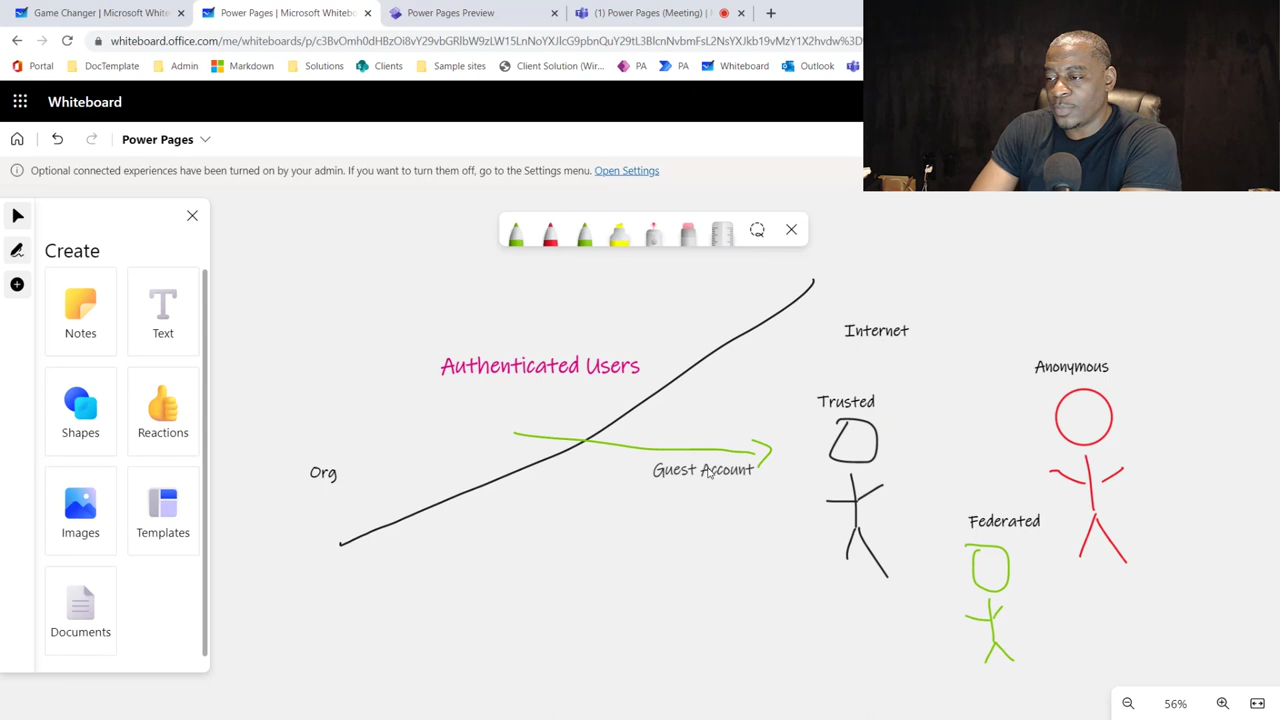 Game Changer | Microsoft White
Power Pages | Microsoft Whitebo
Power Pages Preview
(1) Power Pages (Meeting) |
whiteboard.office.com/me/whiteboards/p/
Portal
DocTemplate
Admin
Markdown
Solutions
Clients
Sample sites
Client Solution (Wir...
PA
PA
Whiteboard
Outlook
Whiteboard
Power Pages
Optional connected experiences have been turned on by your admin. If you want to turn them off, go to the Settings menu. Open Settings
Create
Notes
Text
Shapes
Reactions
Images
Templates
Documents
Internet
Authenticated Users
Anonymous
Trusted
Guest Account
Org
Federated
56%